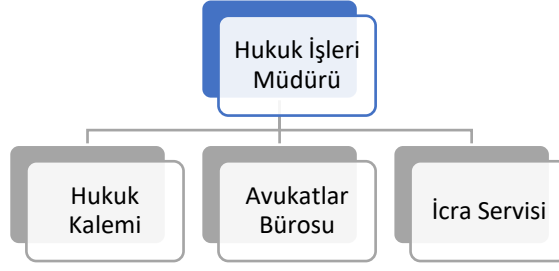 Hukuk İşleri
Müdürü
Hukuk
Kalemi
Avukatlar
Bürosu
İcra Servisi